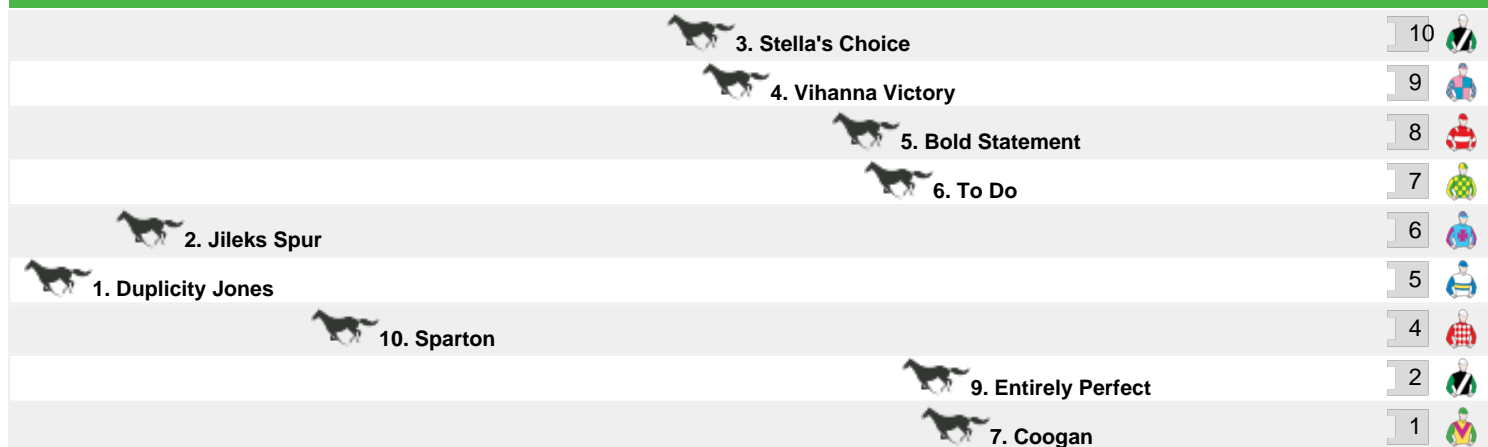 3. Stella's Choice 10
4. Vihanna Victory 9
5. Bold Statement 8
6. To Do 7
2. Jileks Spur 6
1. Duplicity Jones 5
10. Sparton 4
9. Entirely Perfect 2
7. Coogan 1